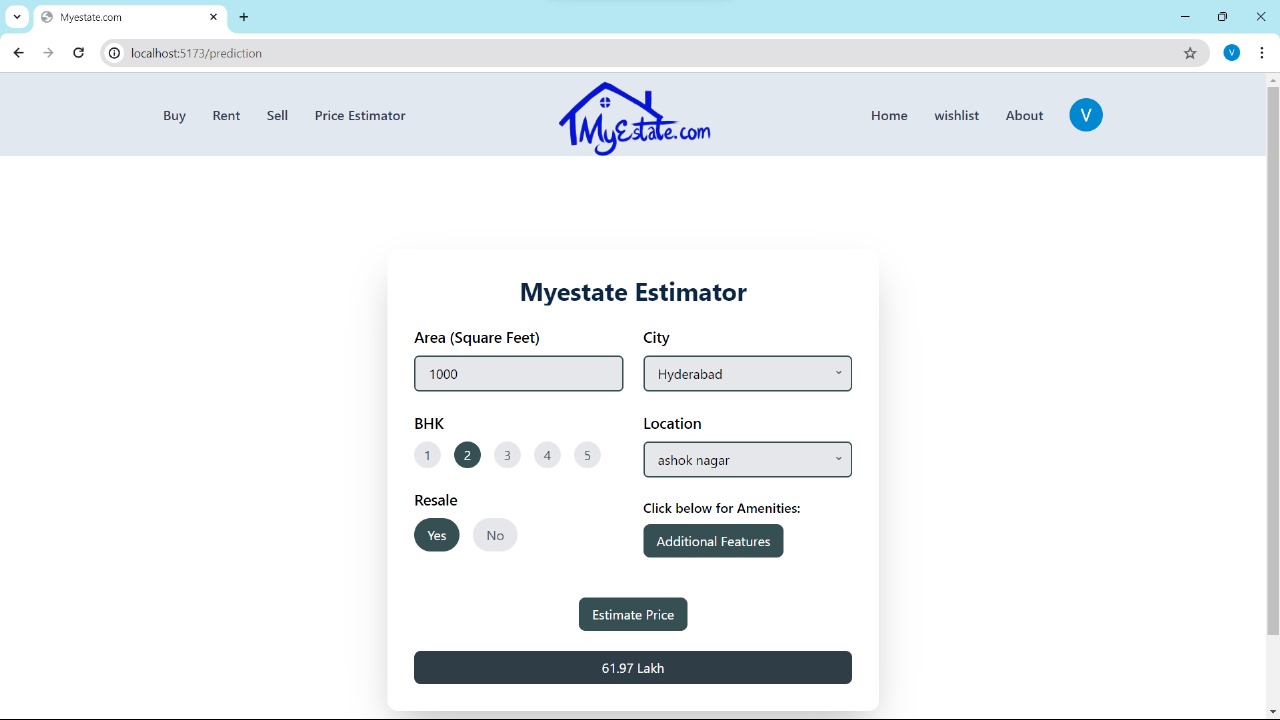 Myestate.com
localhost:5173/prediction
V
Buy Rent Sell Price Estimator
MyEstate.com
Home wishlist About V
Myestate Estimator
Area (Square Feet) City
1000 Hyderabad
BHK Location
1 2 3 4 5
ashok nagar
Resale
Click below for Amenities:
Yes No
Additional Features
Estimate Price
61.97 Lakh